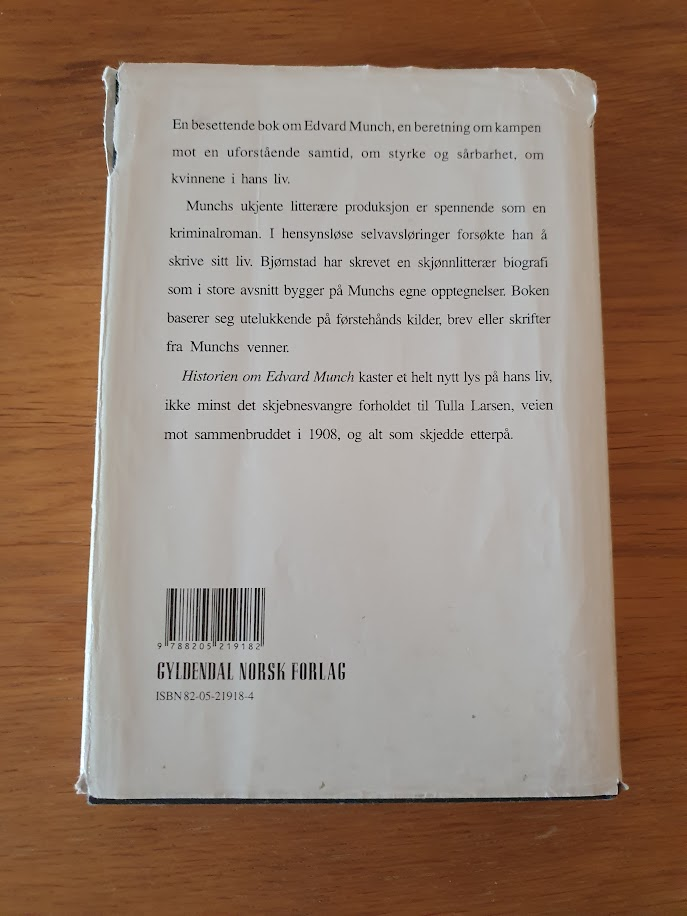 En besettende bok om Edvard Munch, en beretning om kampen
mot en uforstående samtid, om styrke og sårbarhet, om
kvinnene i hans liv.
Munchs ukjente litterære produksjon er spennende som en
kriminalroman. I hensynsløse selvavsløringer forsøkte han å
skrive sitt liv. Bjørnstad har skrevet en skjønnlitterær biografi
som i store avsnitt bygger på Munchs egne opptegnelser. Boken
baserer seg utelukkende på førstehånds kilder, brev eller skrifter
fra Munchs venner.
Historien om Edvard Munch kaster et helt nytt lys på hans liv,
ikke minst det skjebnesvangre forholdet til Tulla Larsen, veien
mot sammenbruddet i 1908, og alt som skjedde etterpå.
9 788205 219182
GYLDENDAL NORSK FORLAG
ISBN 82-05-21918-4